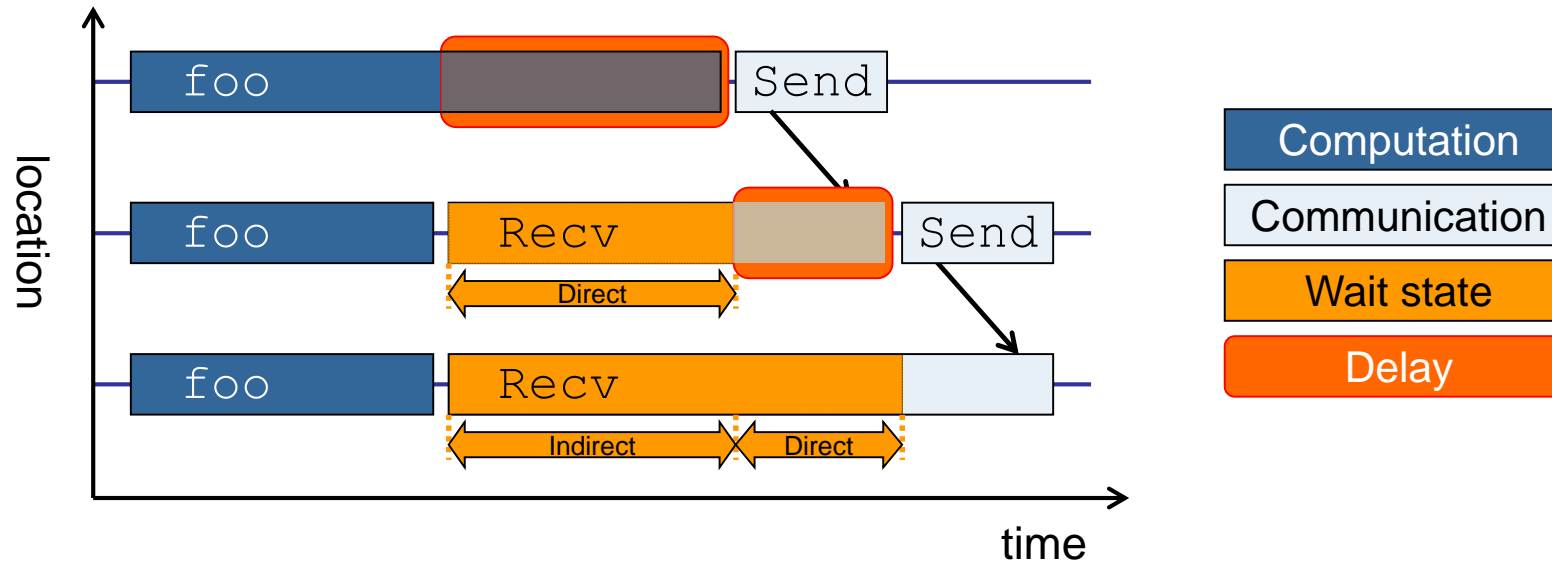 foo
Send
foo
Recv
Send
Direct
foo
Recv
Indirect
Direct
location
time
Computation
Communication
Wait state
Delay